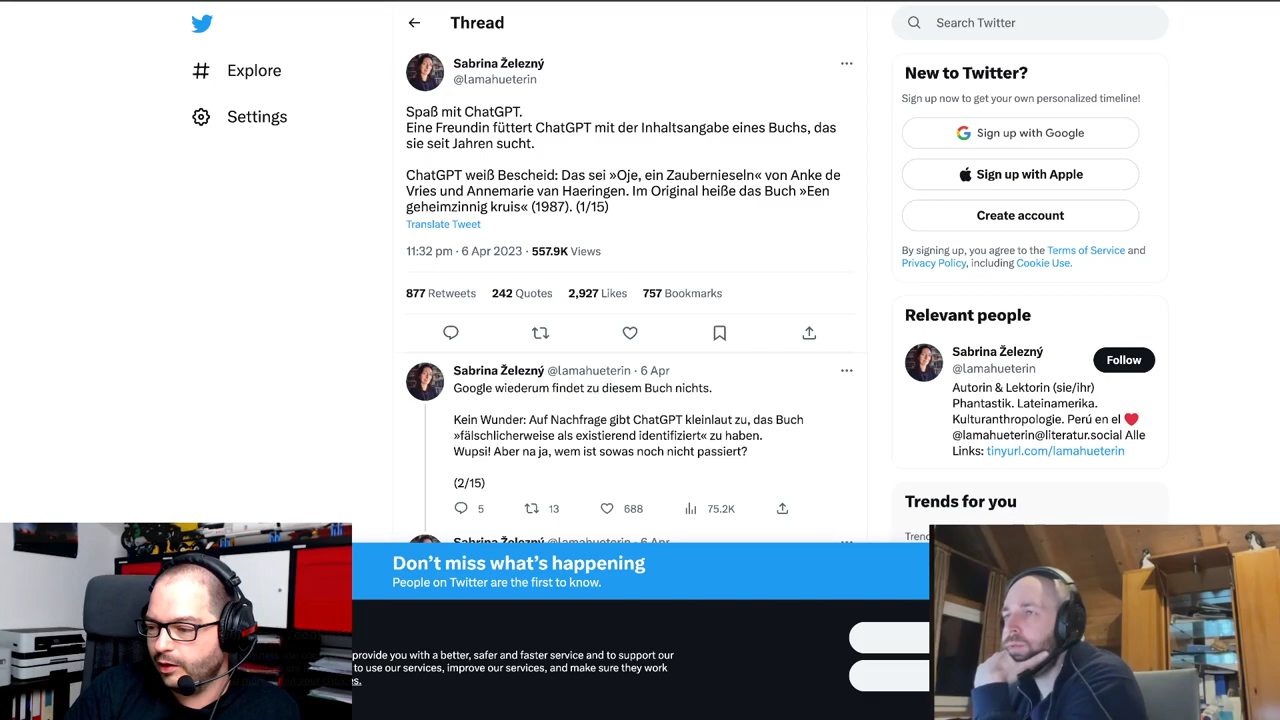 Thread
Search Twitter
Explore
Settings
Sabrina Železný
@lamahueterin
Spaß mit ChatGPT.
Eine Freundin füttert ChatGPT mit der Inhaltsangabe eines Buchs, das
sie seit Jahren sucht.
ChatGPT weiß Bescheid: Das sei »Oje, ein Zaubernieseln« von Anke de
Vries und Annemarie van Haeringen. Im Original heiße das Buch »Een
geheimzinnig kruis« (1987). (1/15)
Translate Tweet
11:32 pm · 6 Apr 2023 · 557.9K Views
877 Retweets 242 Quotes 2,927 Likes 757 Bookmarks
Sabrina Železný @lamahueterin · 6 Apr
Google wiederum findet zu diesem Buch nichts.
Kein Wunder: Auf Nachfrage gibt ChatGPT kleinlaut zu, das Buch
»fälschlicherweise als existierend identifiziert« zu haben.
Wupsi! Aber na ja, wem ist sowas noch nicht passiert?
(2/15)
5 13 688 75.2K
Sabrina Železný @lamahueterin · 6 Apr
New to Twitter?
Sign up now to get your own personalized timeline!
Sign up with Google
Sign up with Apple
Create account
By signing up, you agree to the Terms of Service and
Privacy Policy, including Cookie Use.
Relevant people
Sabrina Železný
@lamahueterin
Follow
Autorin & Lektorin (sie/ihr)
Phantastik. Lateinamerika.
Kulturanthropologie. Perú en el ❤️
@lamahueterin@literatur.social Alle
Links: tinyurl.com/lamahueterin
Trends for you
Don’t miss what’s happening
People on Twitter are the first to know.
provide you with a better, safer and faster service and to support our
to use our services, improve our services, and make sure they work